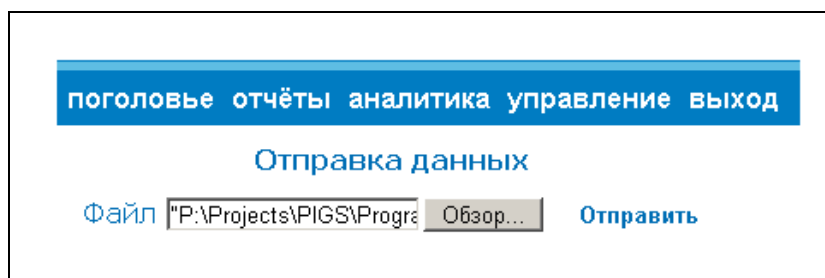 поголовье отчёты аналитика управление выход
Отправка данных
Файл "P:\Projects\PIGS\Progra Обзор... Отправить